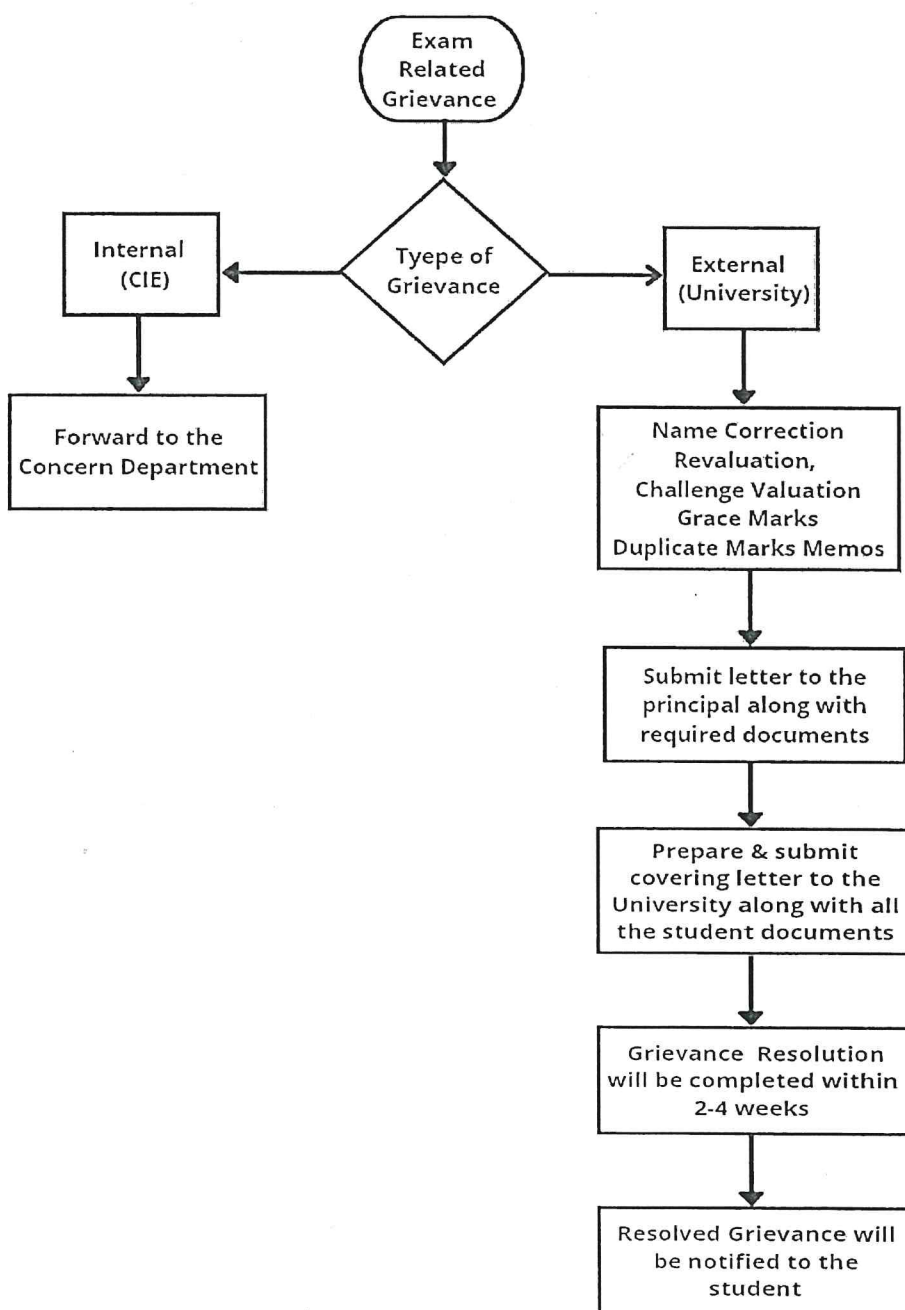 Exam
Related
Grievance
Tyepe of
Grievance
Internal
(CIE)
External
(University)
Forward to the
Concern Department
Name Correction
Revaluation,
Challenge Valuation
Grace Marks
Duplicate Marks Memos
Submit letter to the
principal along with
required documents
Prepare & submit
covering letter to the
University along with all
the student documents
Grievance Resolution
will be completed within
2-4 weeks
Resolved Grievance will
be notified to the
student